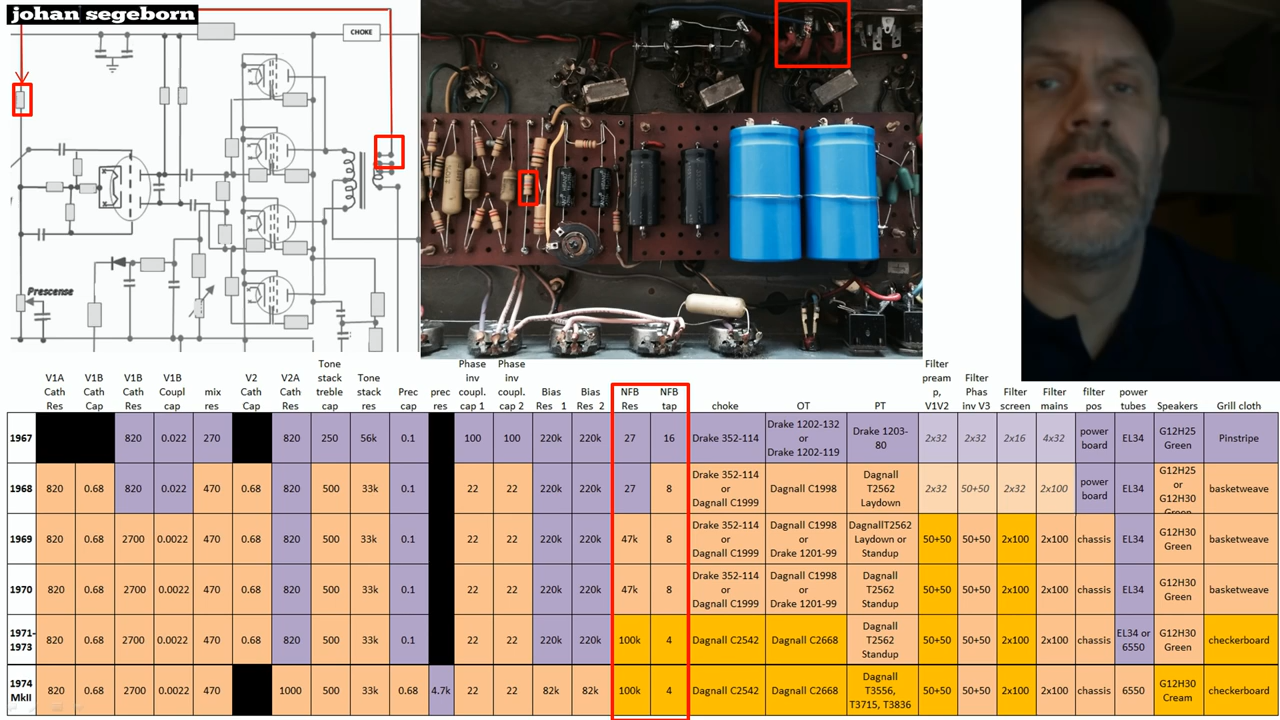 johan segeborn
CHOKE
Prescense
V1A Cath Res
V1B Cath Cap
V1B Cath Res
V1B Coupl cap
mix res
V2 Cath Cap
V2A Cath Res
Tone stack treble cap
Tone stack res
Prec cap
prec res
Phase inv coupl. cap 1
Phase inv coupl. cap 2
Bias Res 1
Bias Res 2
NFB Res
NFB tap
choke
OT
PT
Filter pream p, V1V2
Filter Phas inv V3
Filter screen
Filter mains
filter pos
power tubes
Speakers
Grill cloth
1967 820 0.022 270 820 250 56k 0.1 100 100 220k 220k 27 16 Drake 352-114 Drake 1202-132 or Drake 1202-119 Drake 1203-80 2x32 2x32 2x16 4x32 power board EL34 G12H25 Green Pinstripe
1968 820 0.68 820 0.022 470 0.68 820 500 33k 0.1 22 22 220k 220k 27 8 Drake 352-114 or Dagnall C1999 Dagnall C1998 Dagnall T2562 Laydown 2x32 50+50 2x32 2x100 power board EL34 G12H25 or G12H30 Green basketweave
1969 820 0.68 2700 0.0022 470 0.68 820 500 33k 0.1 22 22 220k 220k 47k 8 Drake 352-114 or Dagnall C1999 Dagnall C1998 or Drake 1201-99 DagnallT2562 Laydown or Standup 50+50 50+50 2x100 2x100 chassis EL34 G12H30 Green basketweave
1970 820 0.68 2700 0.0022 470 0.68 820 500 33k 0.1 22 22 220k 220k 47k 8 Drake 352-114 or Dagnall C1999 Dagnall C1998 or Drake 1201-99 Dagnall T2562 Standup 50+50 50+50 2x100 2x100 chassis EL34 G12H30 Green basketweave
1971-1973 820 0.68 2700 0.0022 470 0.68 820 500 33k 0.1 22 22 220k 220k 100k 4 Dagnall C2542 Dagnall C2668 Dagnall T2562 Standup 50+50 50+50 2x100 2x100 chassis EL34 or 6550 G12H30 Green checkerboard
1974 MkII 820 0.68 2700 0.0022 470 1000 500 33k 0.68 4.7k 22 22 82k 82k 100k 4 Dagnall C2542 Dagnall C2668 Dagnall T3556, T3715, T3836 50+50 50+50 2x100 2x100 chassis 6550 G12H30 Cream checkerboard